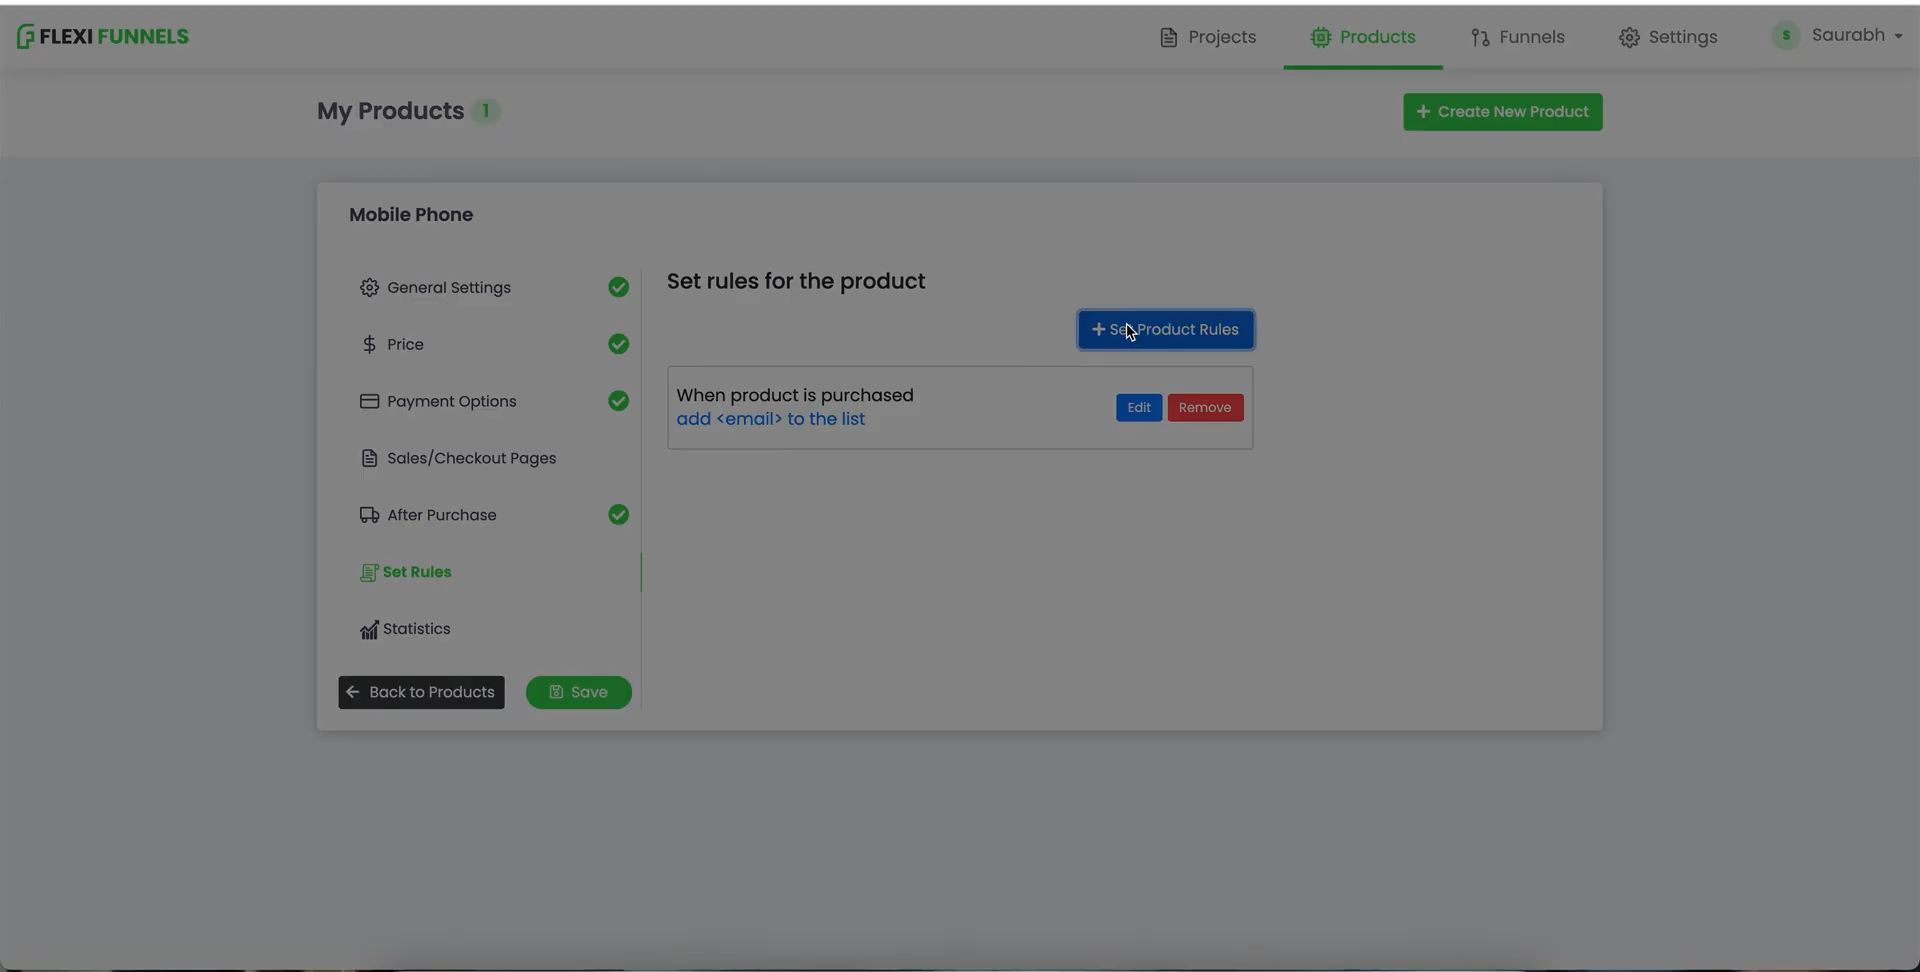 FLEXI FUNNELS
Projects
Products
Funnels
Settings
S
Saurabh
My Products 1
+ Create New Product
Mobile Phone
General Settings
Price
Payment Options
Sales/Checkout Pages
After Purchase
Set Rules
Statistics
Back to Products
Save
Set rules for the product
+ Set Product Rules
When product is purchased
add <email> to the list
Edit
Remove